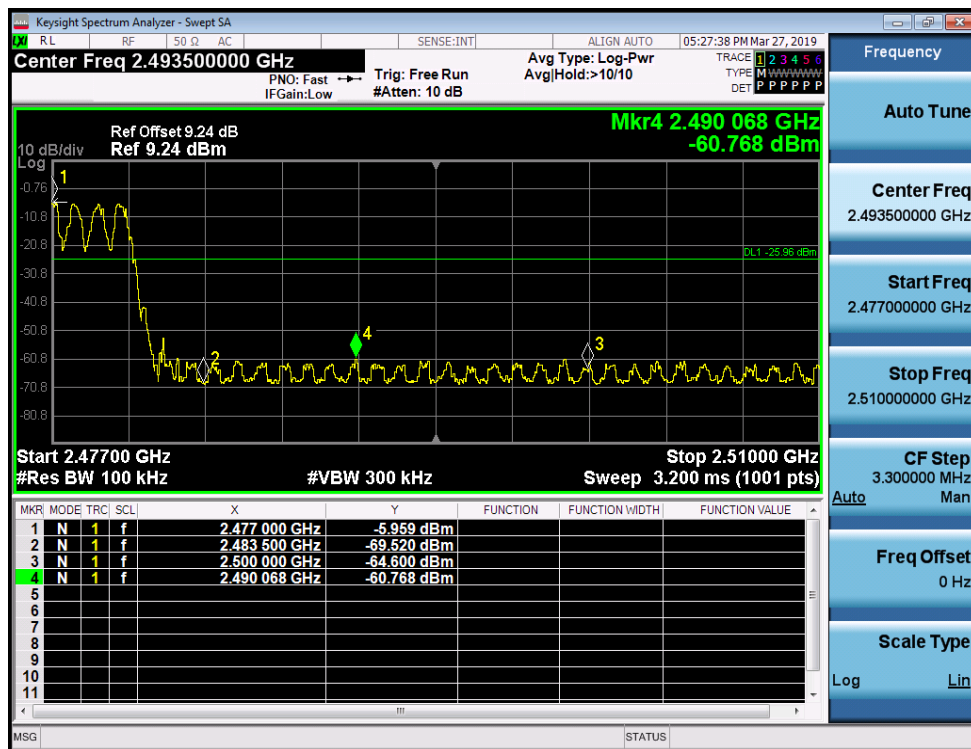 Keysight Spectrum Analyzer - Swept SA
LXI RL RF 50 Ω AC SENSE:INT ALIGN AUTO 05:27:38 PM Mar 27, 2019
Center Freq 2.493500000 GHz
PNO: Fast
IFGain:Low
Trig: Free Run
#Atten: 10 dB
Avg Type: Log-Pwr
Avg|Hold:>10/10
TRACE 1 2 3 4 5 6
TYPE M W W W W W
DET P P P P P P
Mkr4 2.490 068 GHz
-60.768 dBm
Ref Offset 9.24 dB
10 dB/div Ref 9.24 dBm
Log
-0.76
-10.8
-20.8
-30.8
-40.8
-50.8
-60.8
-70.8
-80.8
1
DL1 -25.96 dBm
2
4
3
Start 2.47700 GHz Stop 2.51000 GHz
#Res BW 100 kHz #VBW 300 kHz Sweep 3.200 ms (1001 pts)
MKR MODE TRC SCL X Y FUNCTION FUNCTION WIDTH FUNCTION VALUE
1 N 1 f 2.477 000 GHz -5.959 dBm
2 N 1 f 2.483 500 GHz -69.520 dBm
3 N 1 f 2.500 000 GHz -64.600 dBm
4 N 1 f 2.490 068 GHz -60.768 dBm
5
6
7
8
9
10
11
MSG STATUS
Frequency
Auto Tune
Center Freq
2.493500000 GHz
Start Freq
2.477000000 GHz
Stop Freq
2.510000000 GHz
CF Step
3.300000 MHz
Auto Man
Freq Offset
0 Hz
Scale Type
Log Lin